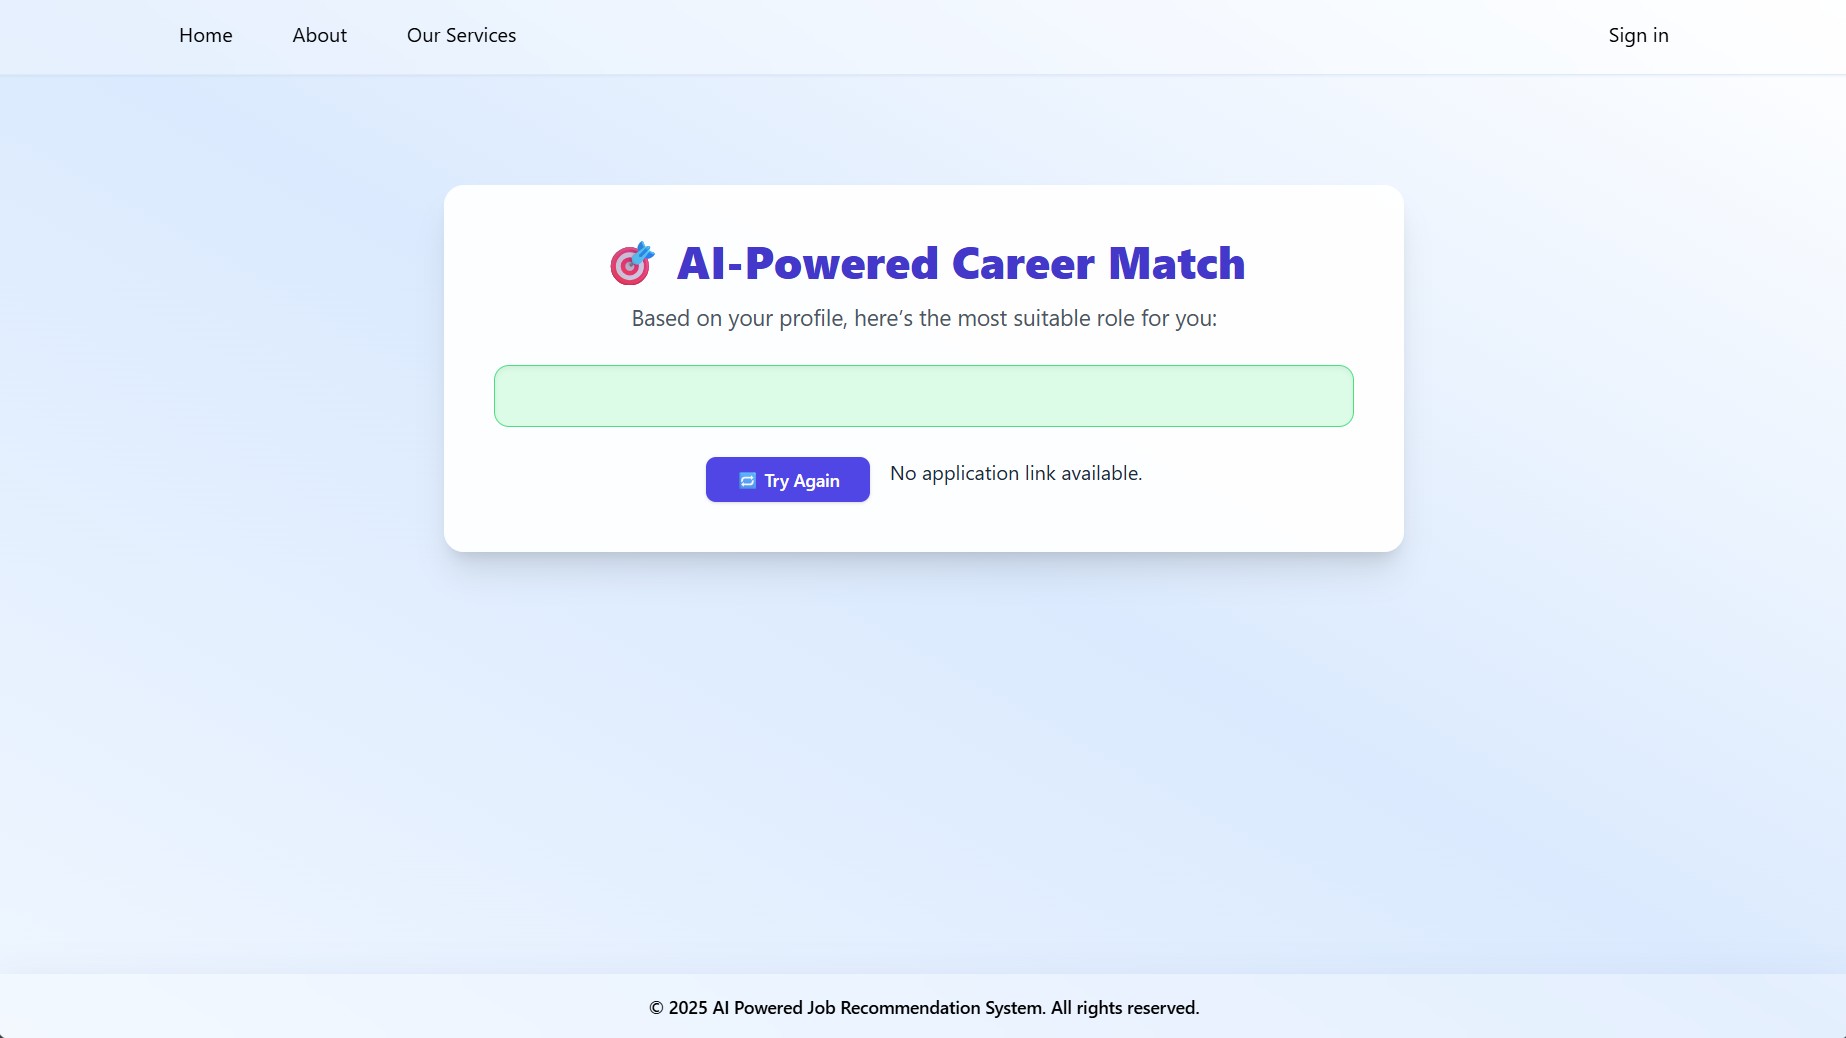 Home
About
Our Services
Sign in
AI-Powered Career Match
Based on your profile, here’s the most suitable role for you:
Try Again
No application link available.
© 2025 AI Powered Job Recommendation System. All rights reserved.